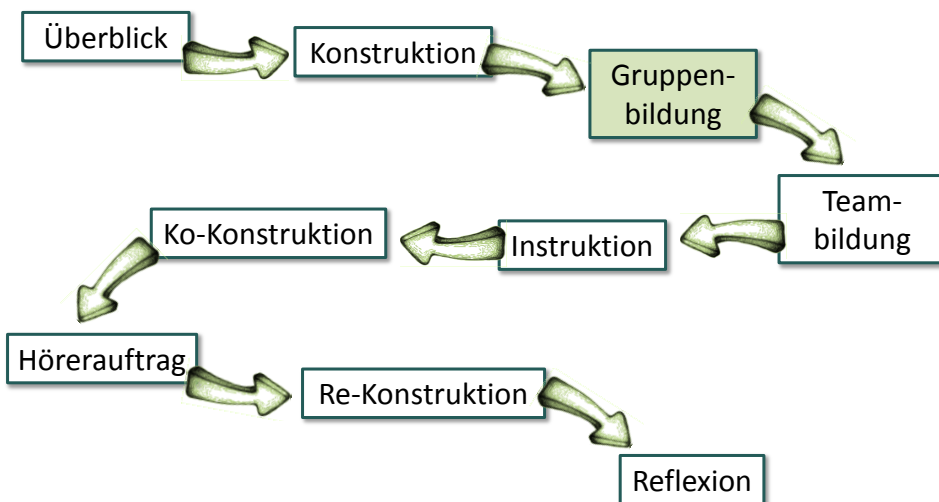 Überblick
Konstruktion
Gruppen-
bildung
Team-
bildung
Instruktion
Ko-Konstruktion
Hörerauftrag
Re-Konstruktion
Reflexion